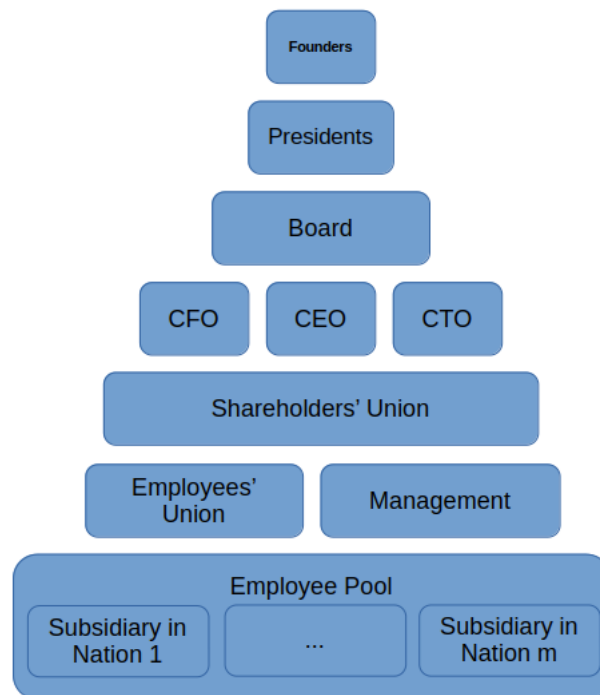 Founders
Presidents
Board
CFO
CEO
CTO
Shareholders’ Union
Employees’
Union
Management
Employee Pool
Subsidiary in
Nation 1
...
Subsidiary in
Nation m